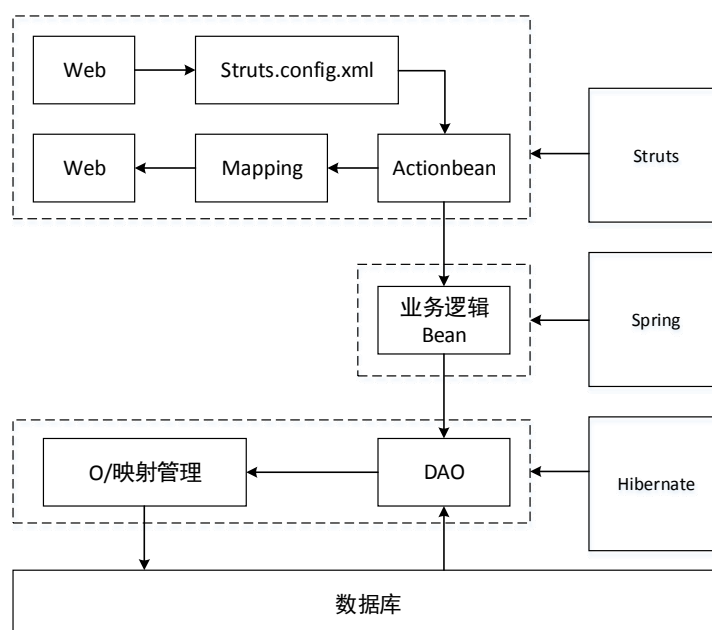 Web
Struts.config.xml
Web
Mapping
Actionbean
Struts
业务逻辑
Bean
Spring
O/映射管理
DAO
Hibernate
数据库